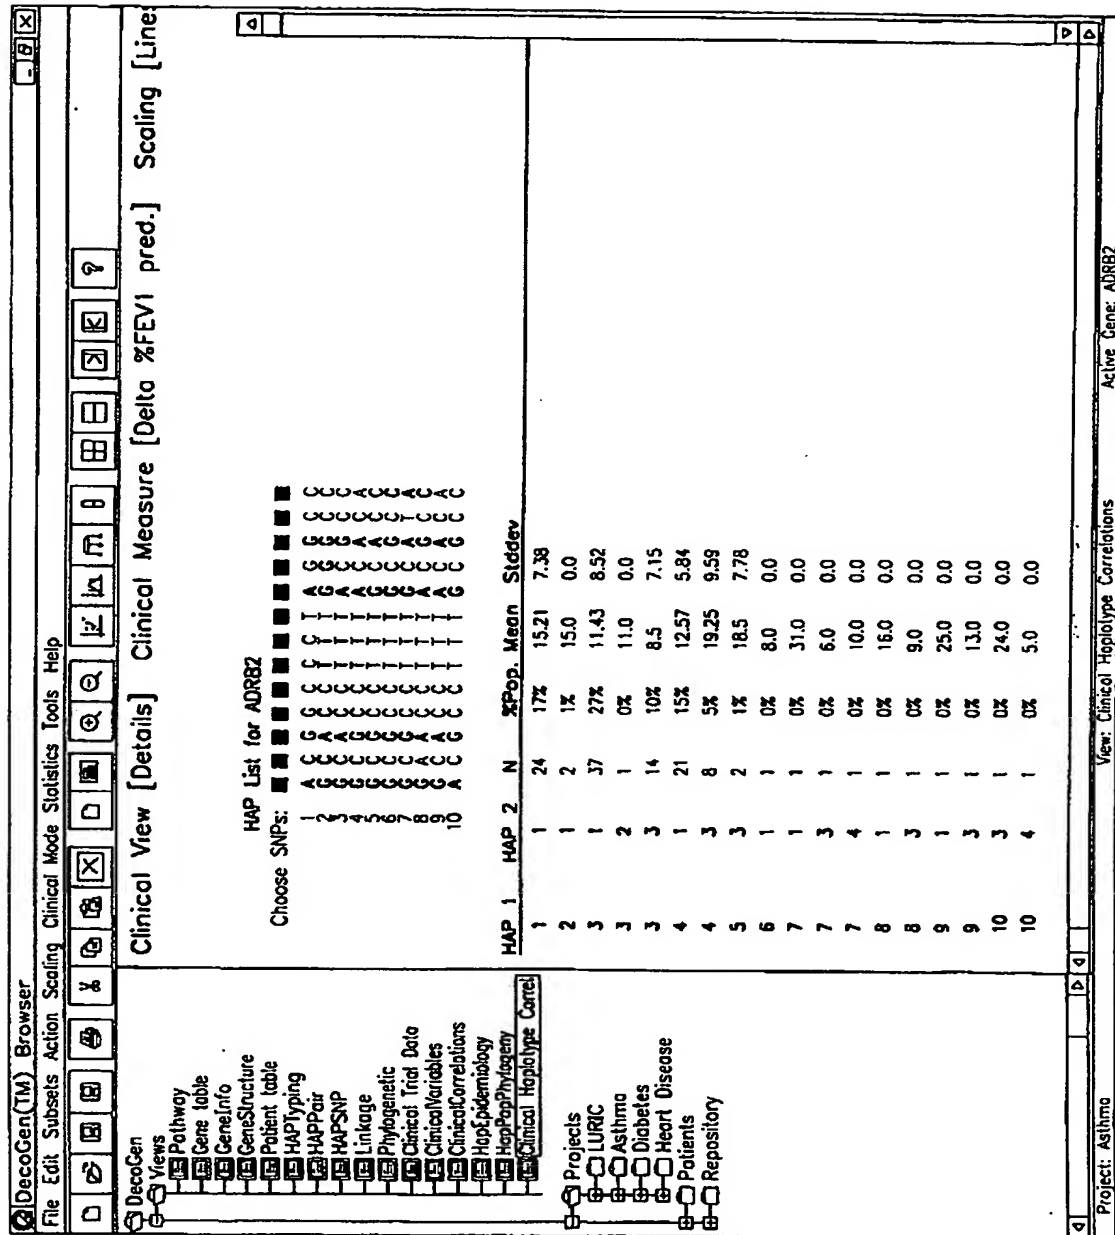 DecoGen(TM) Browser
File Edit Subsets Action Scaling Clinical Mode Statistics Tools Help
DecoGen
Views
Pathway
Gene table
GeneInfo
GeneStructure
Patient table
HAPTyping
HAPPair
HAPSNP
Linkage
Phylogenetic
Clinical Trial Data
ClinicalVariables
ClinicalCorrelations
HapEpidemiology
HapPopPhylogeny
Clinical Haplotype Correl
Projects
LURIC
Asthma
Diabetes
Heart Disease
Patients
Repository
Clinical View [Details] Clinical Measure [Delta %FEV1 pred.] Scaling [Line
HAP List for ADRB2
Choose SNPs:
1
2
3
4
5
6
7
8
9
10
HAP 1 HAP 2 N %Pop. Mean Stddev
1 1 24 17% 15.21 7.38
2 1 2 1% 15.0 0.0
3 1 37 27% 11.43 8.52
3 2 1 0% 11.0 0.0
3 3 14 10% 8.5 7.15
4 1 21 15% 12.57 5.84
4 3 8 5% 19.25 9.59
5 3 2 1% 18.5 7.78
6 1 1 0% 8.0 0.0
7 1 1 0% 31.0 0.0
7 3 1 0% 6.0 0.0
7 4 1 0% 10.0 0.0
8 1 1 0% 16.0 0.0
8 3 1 0% 9.0 0.0
9 1 1 0% 25.0 0.0
9 3 1 0% 13.0 0.0
10 3 1 0% 24.0 0.0
10 4 1 0% 5.0 0.0
Project: Asthma View: Clinical Haplotype Correlations Active Gene: ADRB2